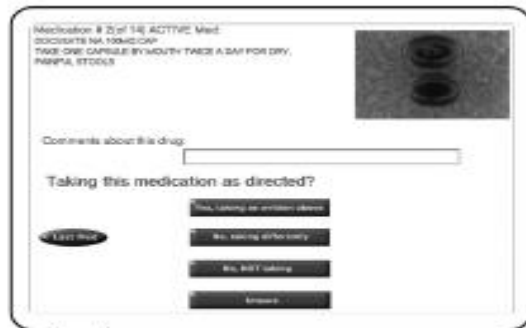 Medication # 2(of 14) ACTIVE Med:
DOCUSATE NA 100MG CAP
TAKE ONE CAPSULE BY MOUTH TWICE A DAY FOR DRY,
PAINFUL STOOLS
Comments about this drug:
Taking this medication as directed?
Yes, taking as written above
Last Med
No, taking differently
No, NOT taking
Unsure